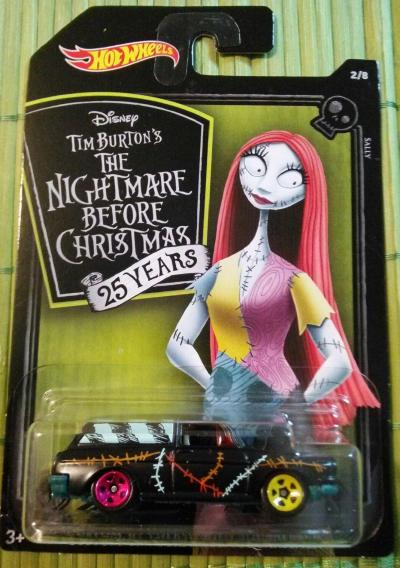 HOT WHEELS
2/8
SALLY
Disney
TIM BURTON'S
THE
NIGHTMARE
BEFORE
CHRISTMAS
25 YEARS
3+